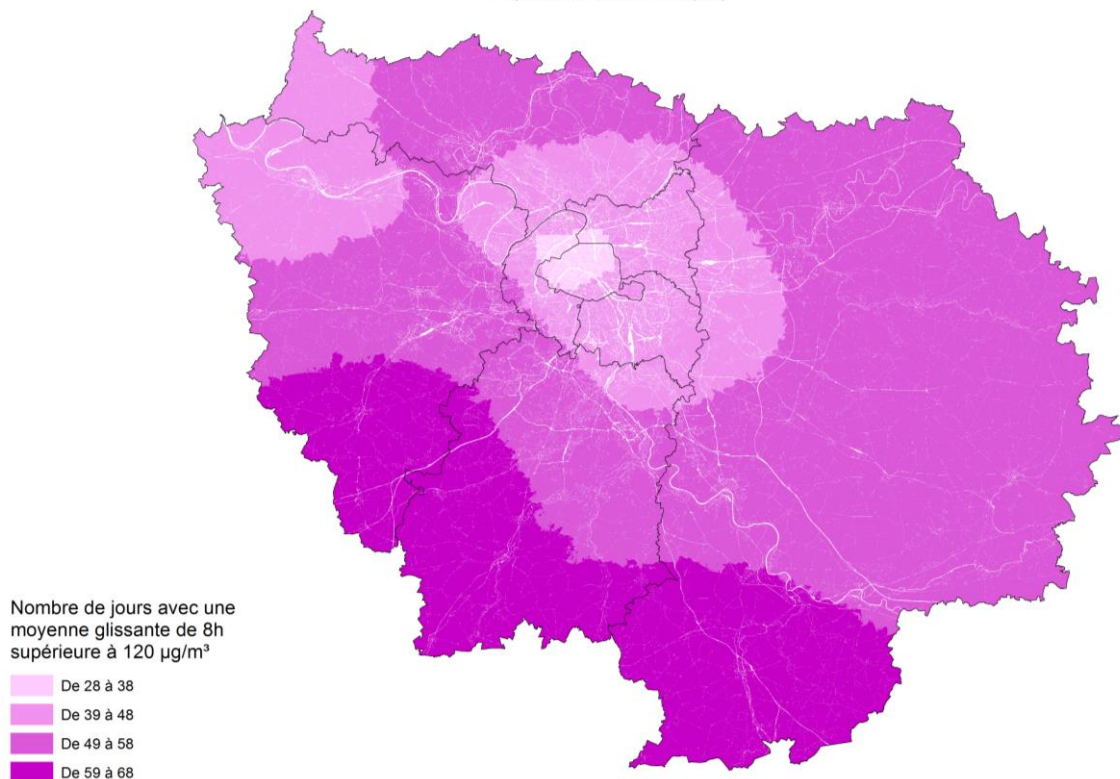 Nombre de jours avec une
moyenne glissante de 8h
supérieure à 120 µg/m³
De 28 à 38
De 39 à 48
De 49 à 58
De 59 à 68